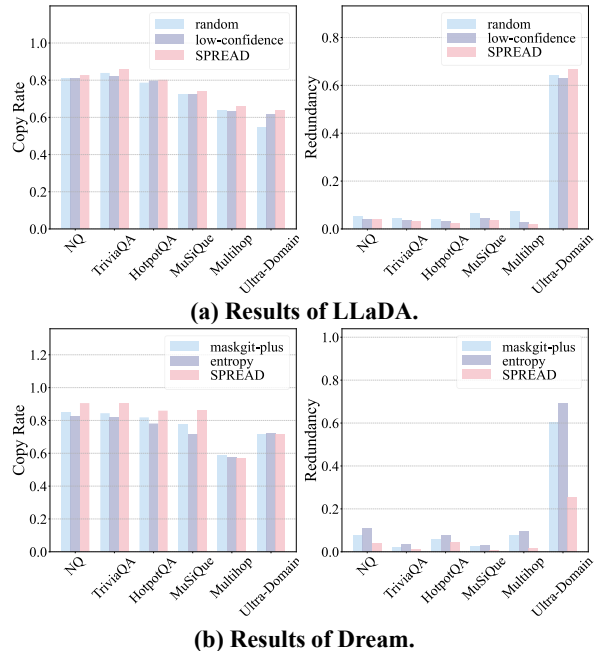 random
low-confidence
SPREAD
Copy Rate
1.0
0.8
0.6
0.4
0.2
0.0
NQ
TriviaQA
HotpotQA
MuSiQue
Multihop
Ultra-Domain
random
low-confidence
SPREAD
Redundancy
0.8
0.6
0.4
0.2
0.0
NQ
TriviaQA
HotpotQA
MuSiQue
Multihop
Ultra-Domain
(a) Results of LLaDA.
maskgit-plus
entropy
SPREAD
Copy Rate
1.2
1.0
0.8
0.6
0.4
0.2
0.0
NQ
TriviaQA
HotpotQA
MuSiQue
Multihop
Ultra-Domain
maskgit-plus
entropy
SPREAD
Redundancy
1.0
0.8
0.6
0.4
0.2
0.0
NQ
TriviaQA
HotpotQA
MuSiQue
Multihop
Ultra-Domain
(b) Results of Dream.